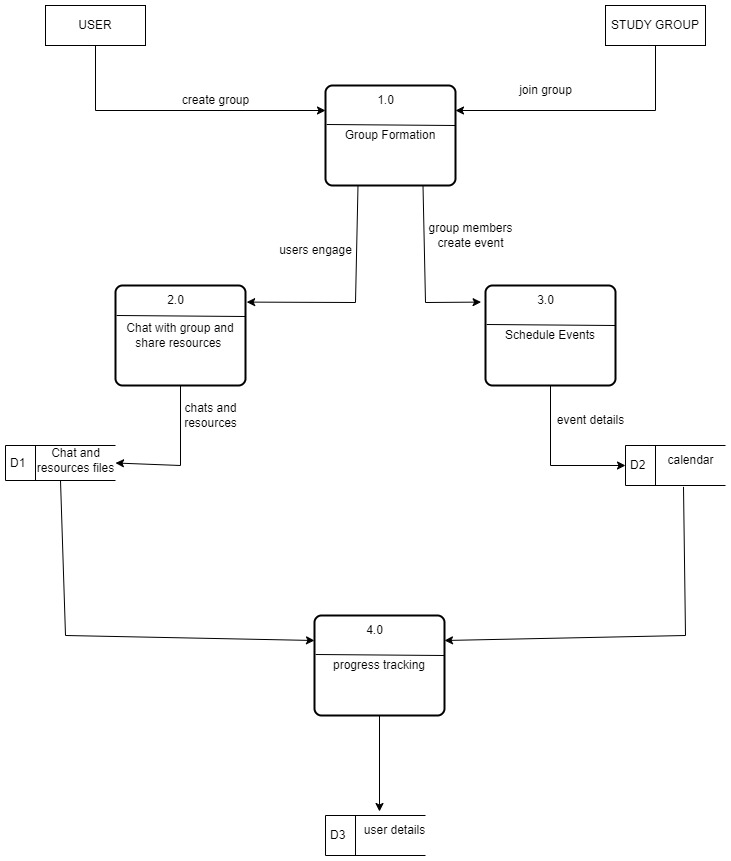 USER
STUDY GROUP
create group
join group
1.0
Group Formation
users engage
group members
create event
2.0
Chat with group and
share resources
3.0
Schedule Events
chats and
resources
event details
D1
Chat and
resources files
D2
calendar
4.0
progress tracking
D3
user details